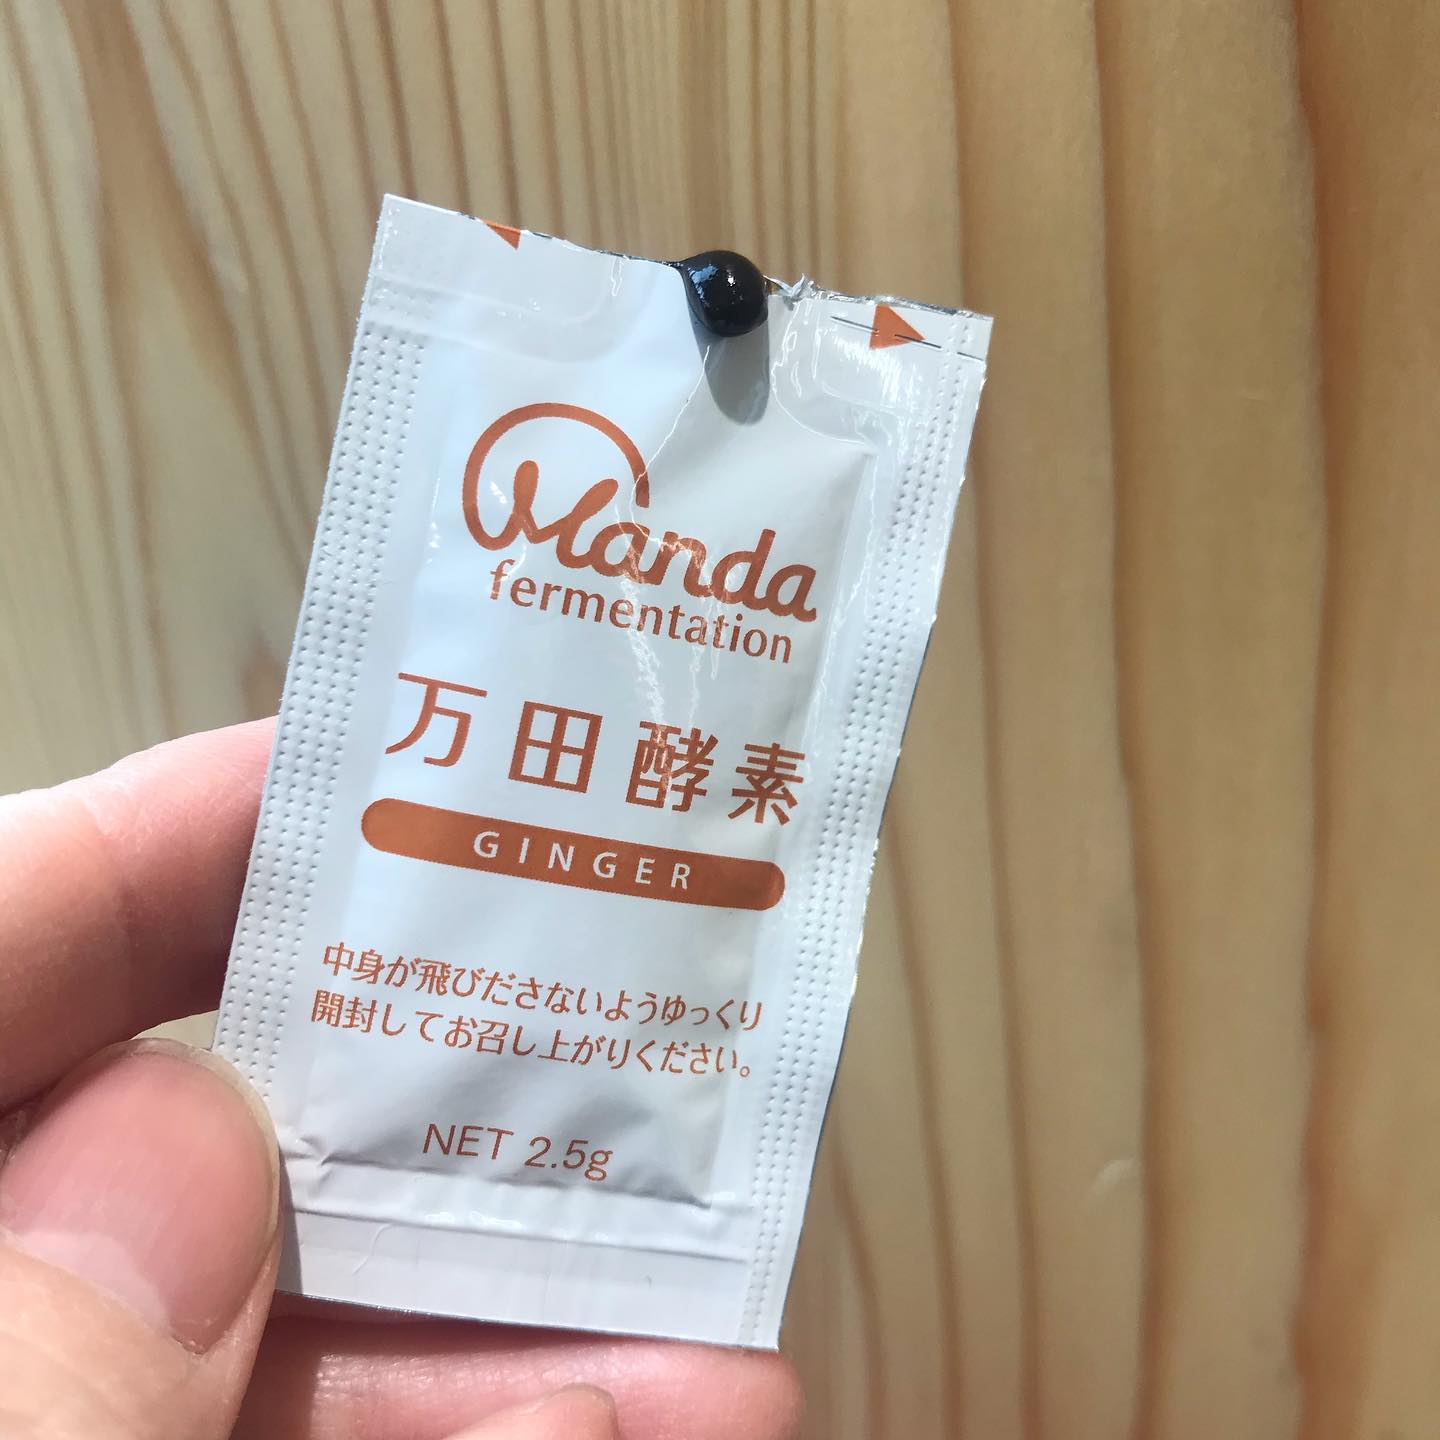 Manda
fermentation
万田酵素
GINGER
中身が飛びださないようゆっくり
開封してお召し上がりください。
NET 2.5g